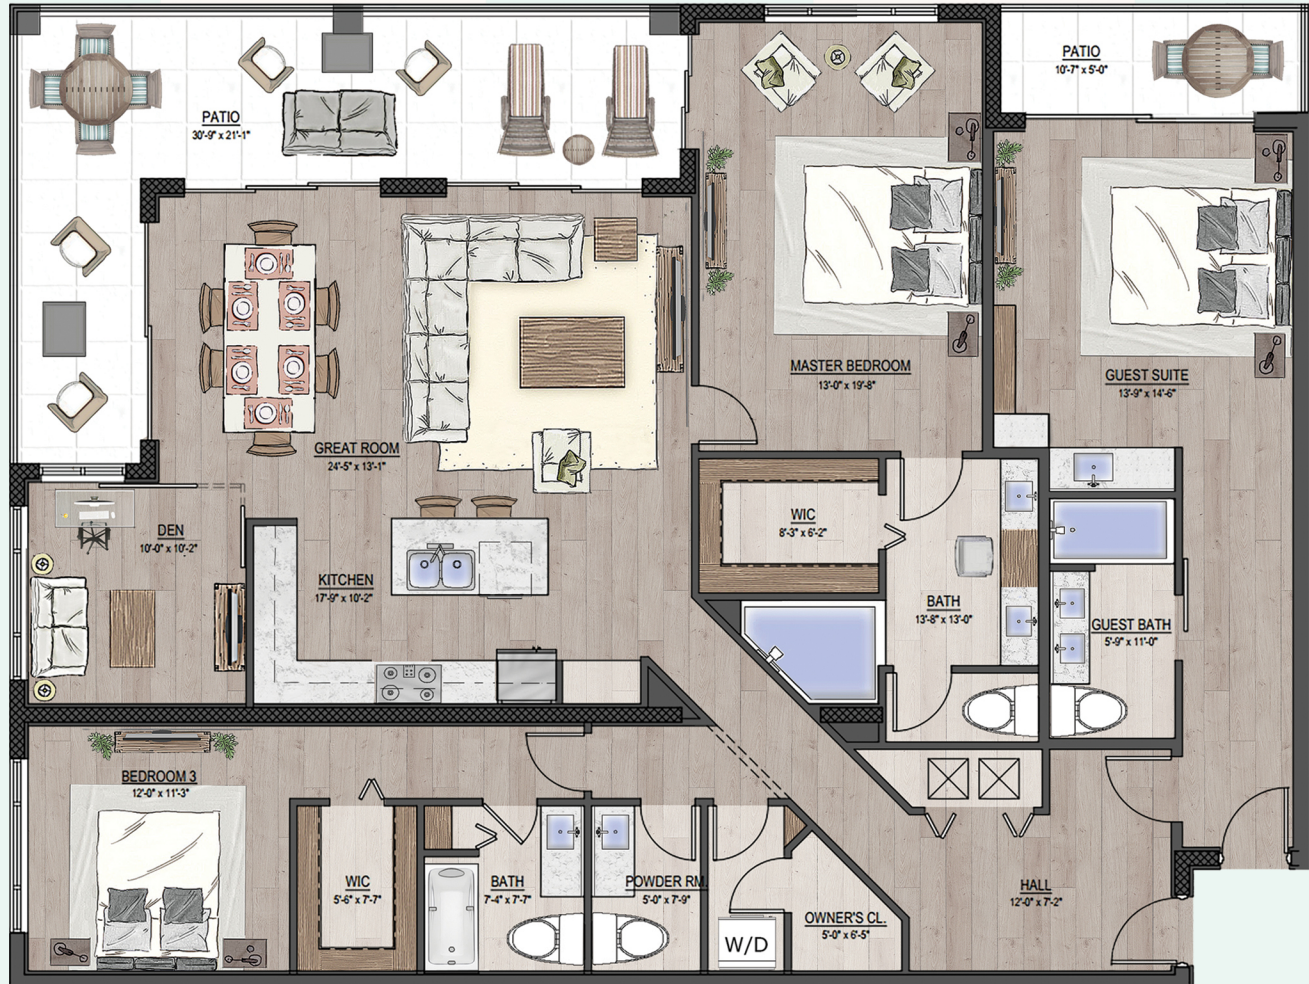 PATIO
10'-7" x 5'-0"
PATIO
30'-9" x 21'-1"
MASTER BEDROOM
13'-0" x 19'-8"
GUEST SUITE
13'-9" x 14'-6"
GREAT ROOM
24'-5" x 13'-1"
DEN
10'-0" x 10'-2"
WIC
8'-3" x 6'-2"
KITCHEN
17'-9" x 10'-2"
BATH
13'-8" x 13'-0"
GUEST BATH
5'-9" x 11'-0"
BEDROOM 3
12'-0" x 11'-3"
WIC
5'-6" x 7'-7"
BATH
7'-4" x 7'-7"
POWDER RM.
5'-0" x 7'-9"
HALL
12'-0" x 7'-2"
OWNER'S CL.
5'-0" x 6'-5"
W/D